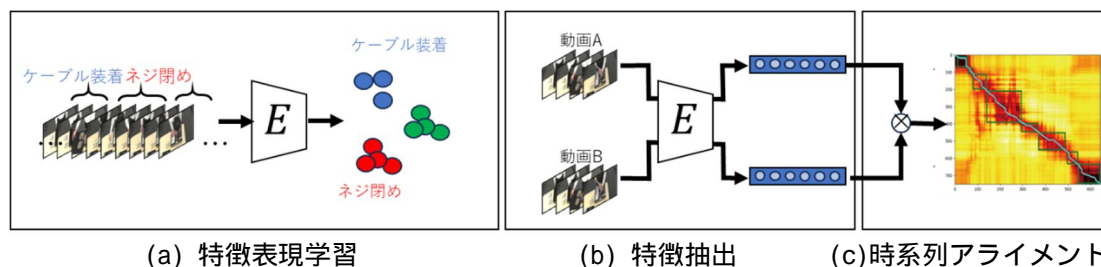 ケーブル装着
ケーブル装着ネジ閉め
...
E
...
ネジ閉め
(a) 特徴表現学習
動画A
E
動画B
(b) 特徴抽出
(c)時系列アライメント